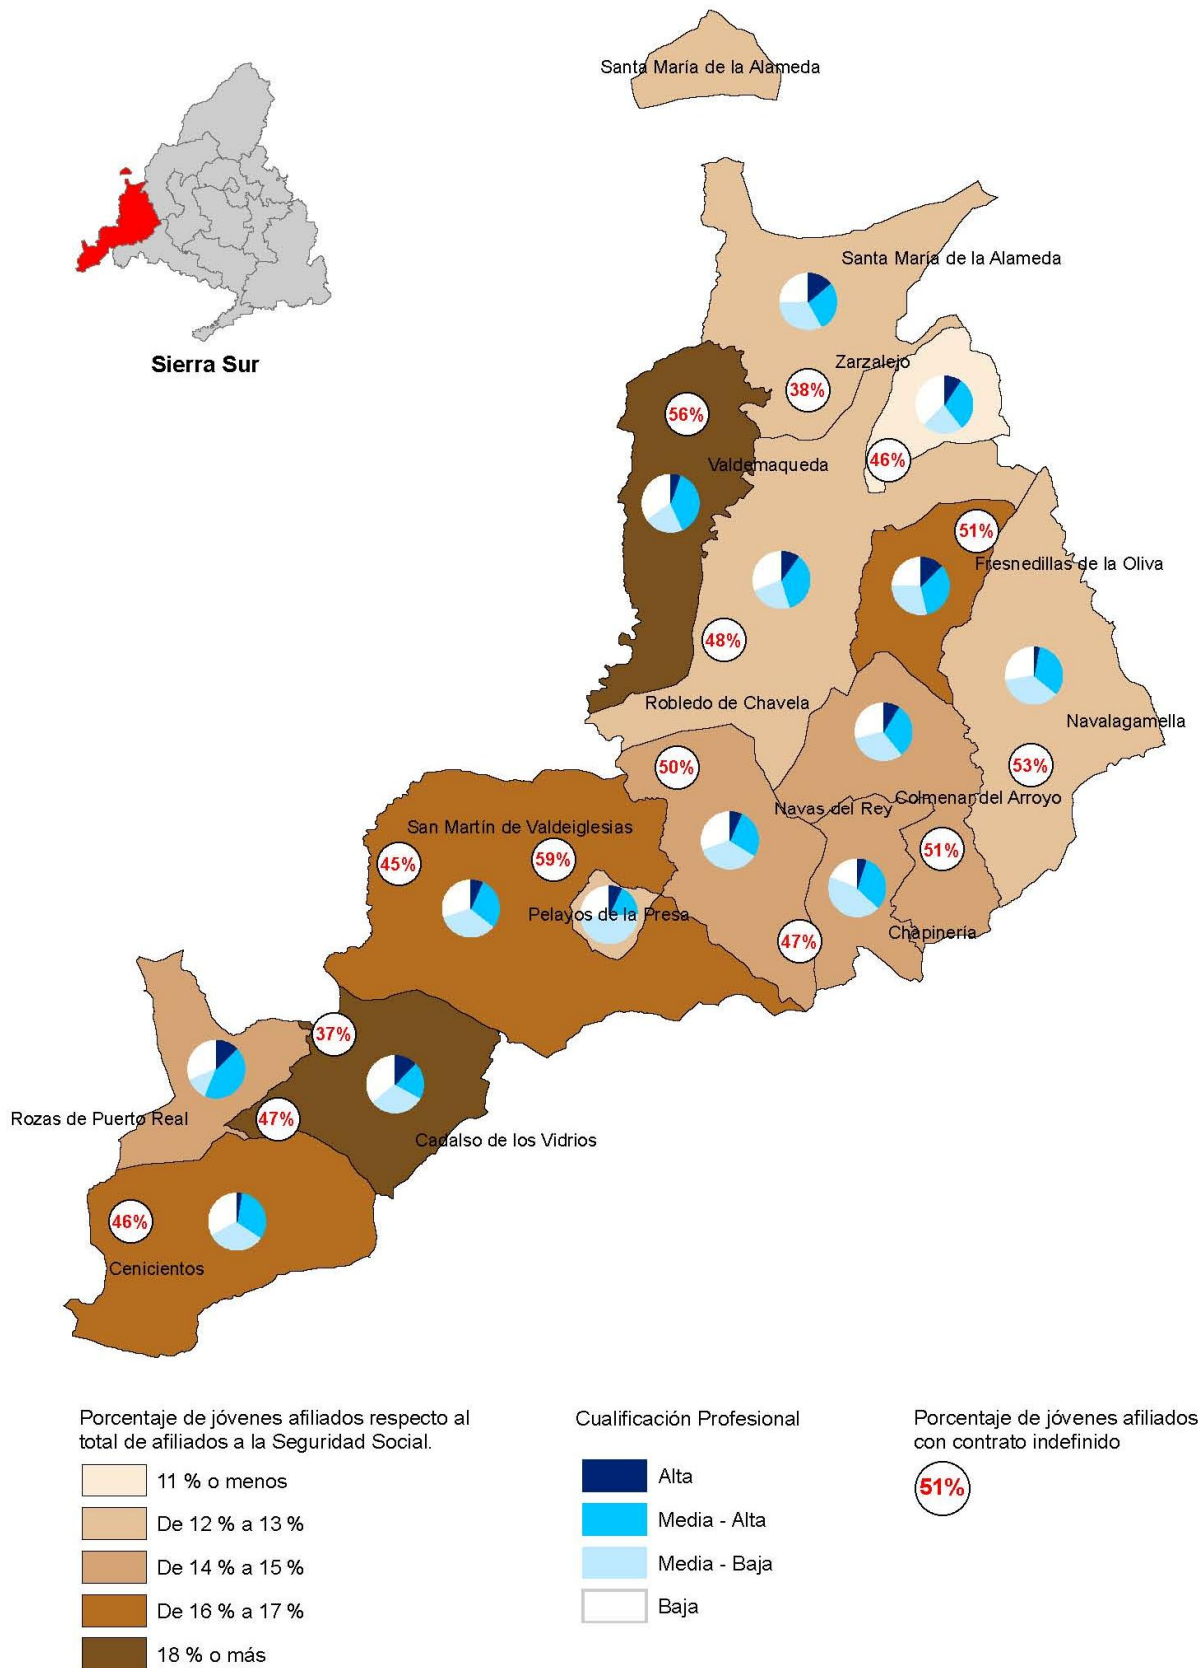 Santa María de la Alameda
Sierra Sur
Santa María de la Alameda
Zarzalejo
38%
56%
Valdemaqueda
46%
51%
Fresnedillas de la Oliva
48%
Robledo de Chavela
Navalagamella
50%
53%
Navas del Rey
Colmenar del Arroyo
San Martín de Valdeiglesias
45%
59%
51%
Pelayos de la Presa
Chapinería
47%
37%
Rozas de Puerto Real
47%
Cadalso de los Vidrios
46%
Cenicientos
Porcentaje de jóvenes afiliados respecto al
total de afiliados a la Seguridad Social.
11 % o menos
De 12 % a 13 %
De 14 % a 15 %
De 16 % a 17 %
18 % o más
Cualificación Profesional
Alta
Media - Alta
Media - Baja
Baja
Porcentaje de jóvenes afiliados
con contrato indefinido
51%